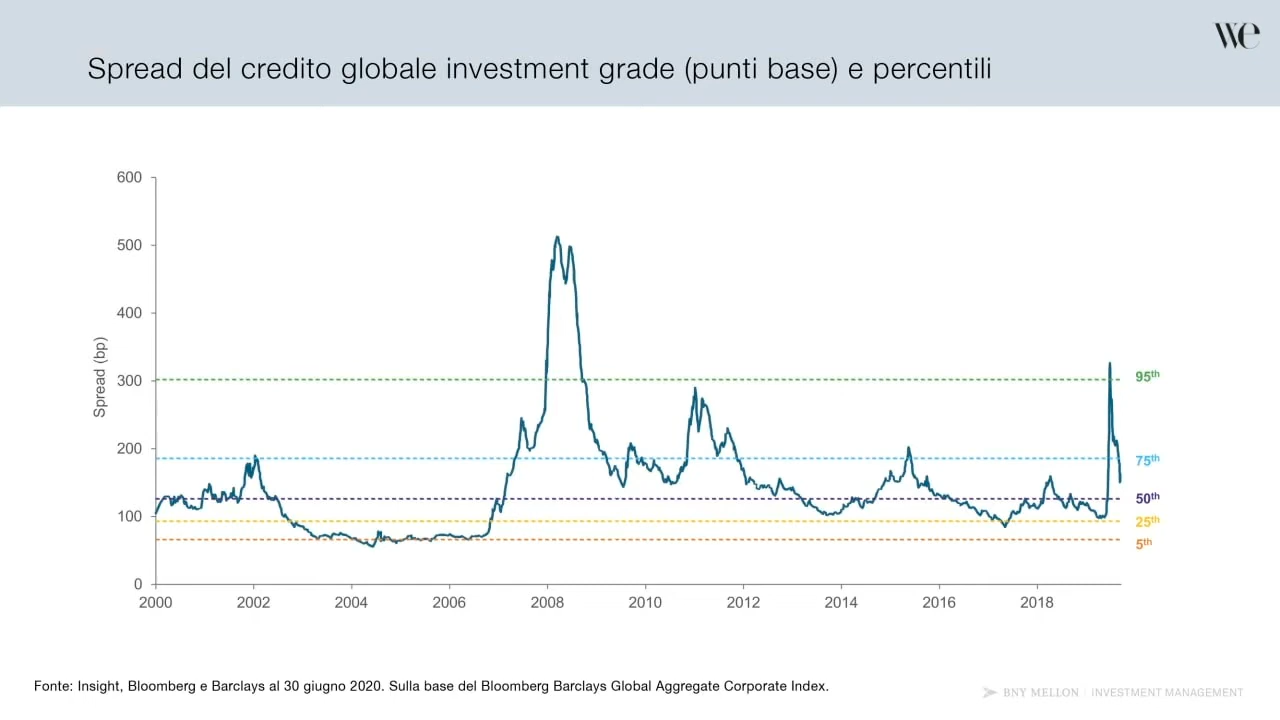 we
Spread del credito globale investment grade (punti base) e percentili
600
500
400
300
200
100
0
Spread (bp)
95th
75th
50th
25th
5th
2000 2002 2004 2006 2008 2010 2012 2014 2016 2018
Fonte: Insight, Bloomberg e Barclays al 30 giugno 2020. Sulla base del Bloomberg Barclays Global Aggregate Corporate Index.
BNY MELLON | INVESTMENT MANAGEMENT